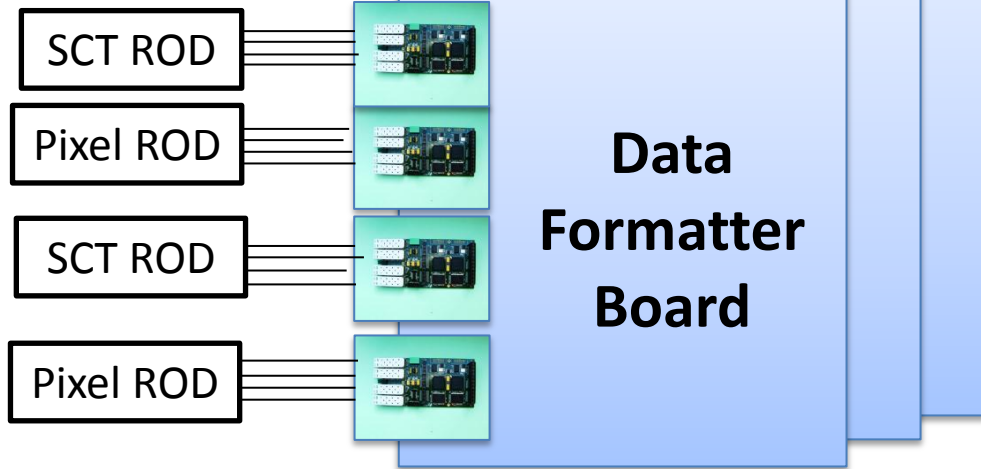 SCT ROD
Pixel ROD
SCT ROD
Pixel ROD
Data
Formatter
Board